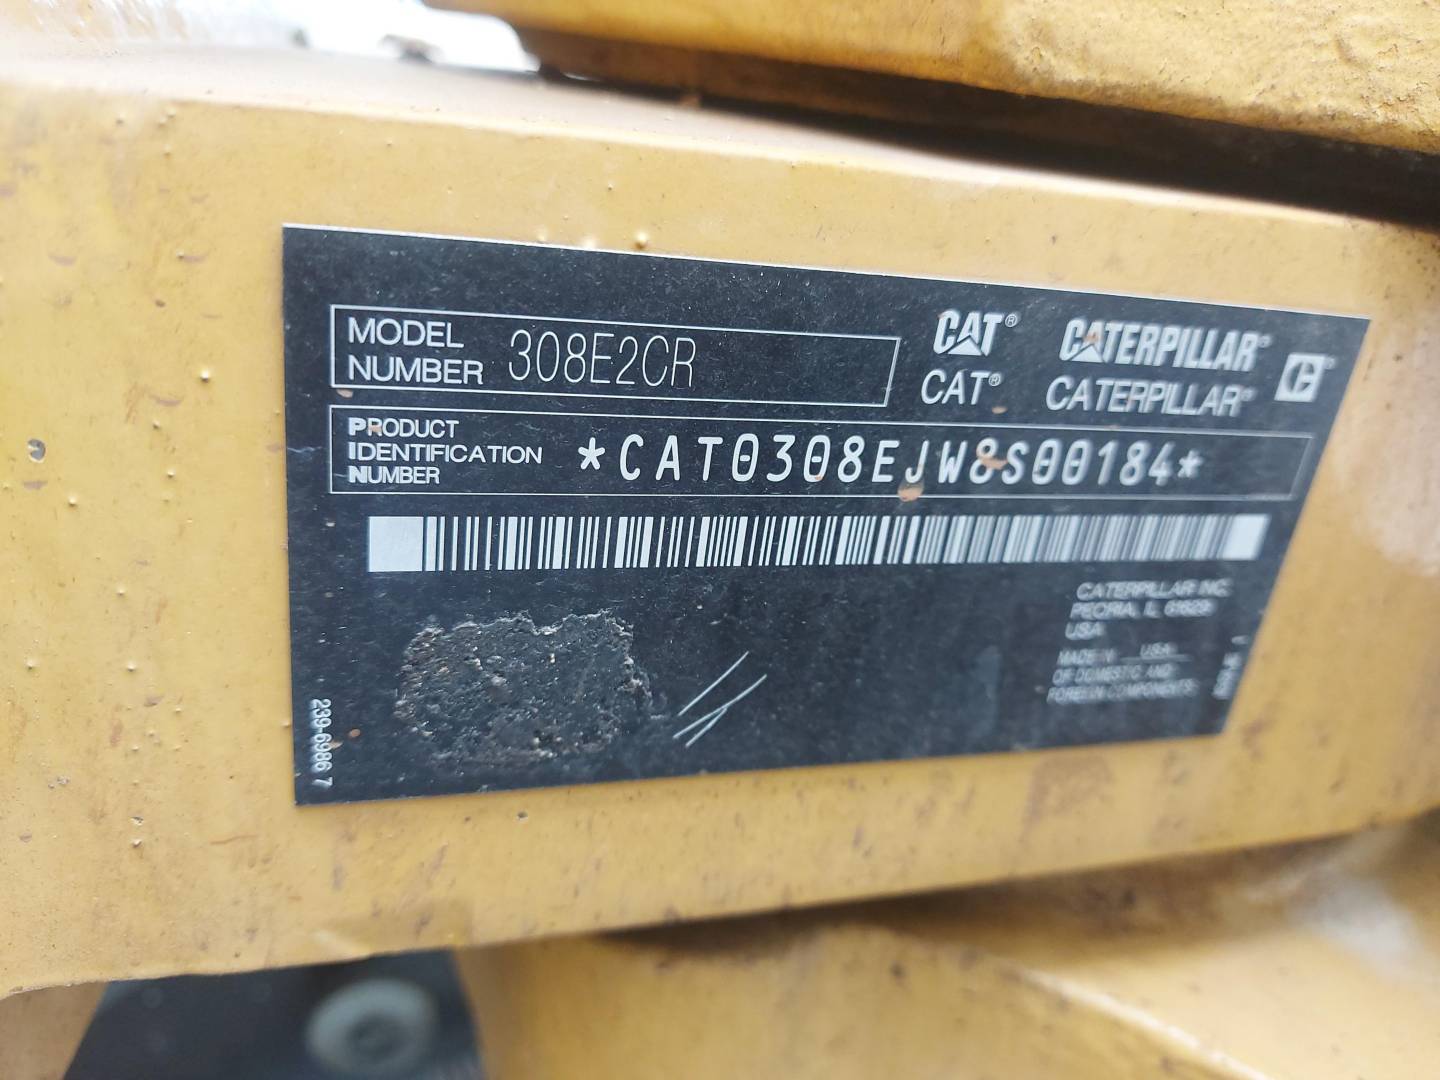 MODEL
NUMBER 308E2CR
CAT® CATERPILLAR®
CAT® CATERPILLAR®
PRODUCT
IDENTIFICATION
NUMBER
*CAT0308EJW8S00184*
CATERPILLAR INC.
PEORIA, IL 61629
USA
MADE IN USA
OF DOMESTIC AND
FOREIGN COMPONENTS
239-6986 7